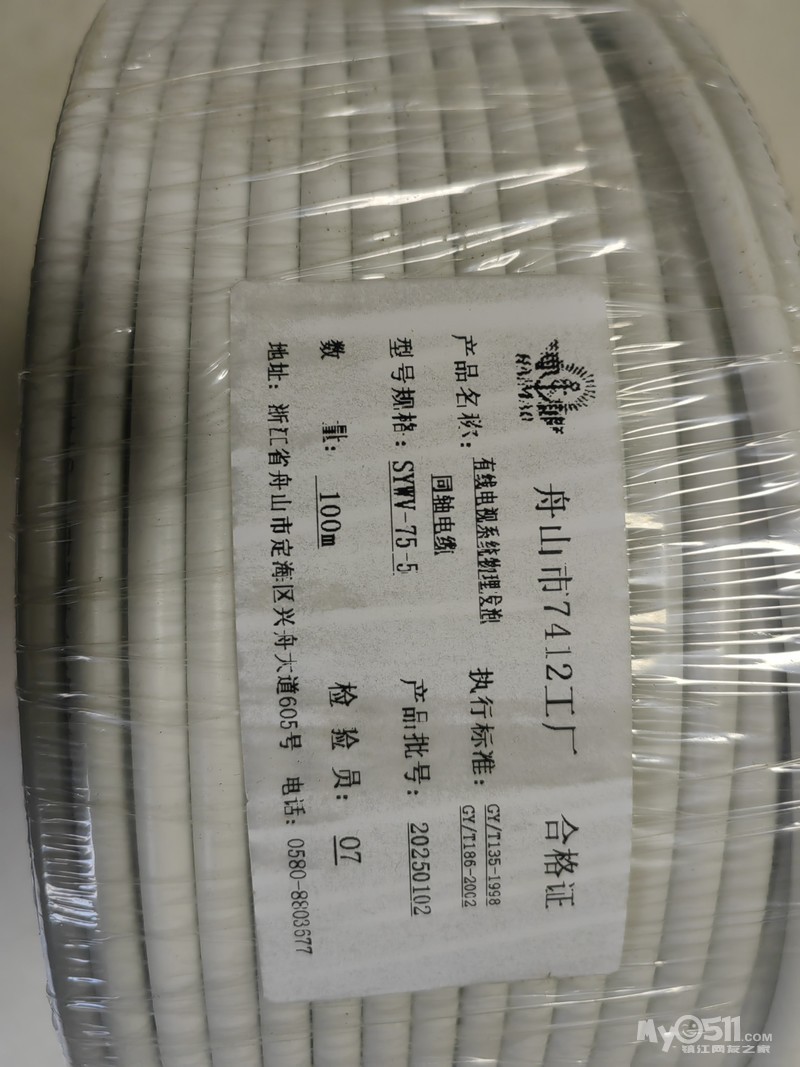 舟山市7412工厂 合格证
产品名称：有线电视系统物理发泡同轴电缆
执行标准：GY/T135-1998
GY/T186-2002
型号规格：SYWV-75-5
产品批号：20250102
数 量：100m
检 验 员：07
地址：浙江省舟山市定海区兴舟大道605号 电话：0580-8803677
My0511.COM
镇江网友之家